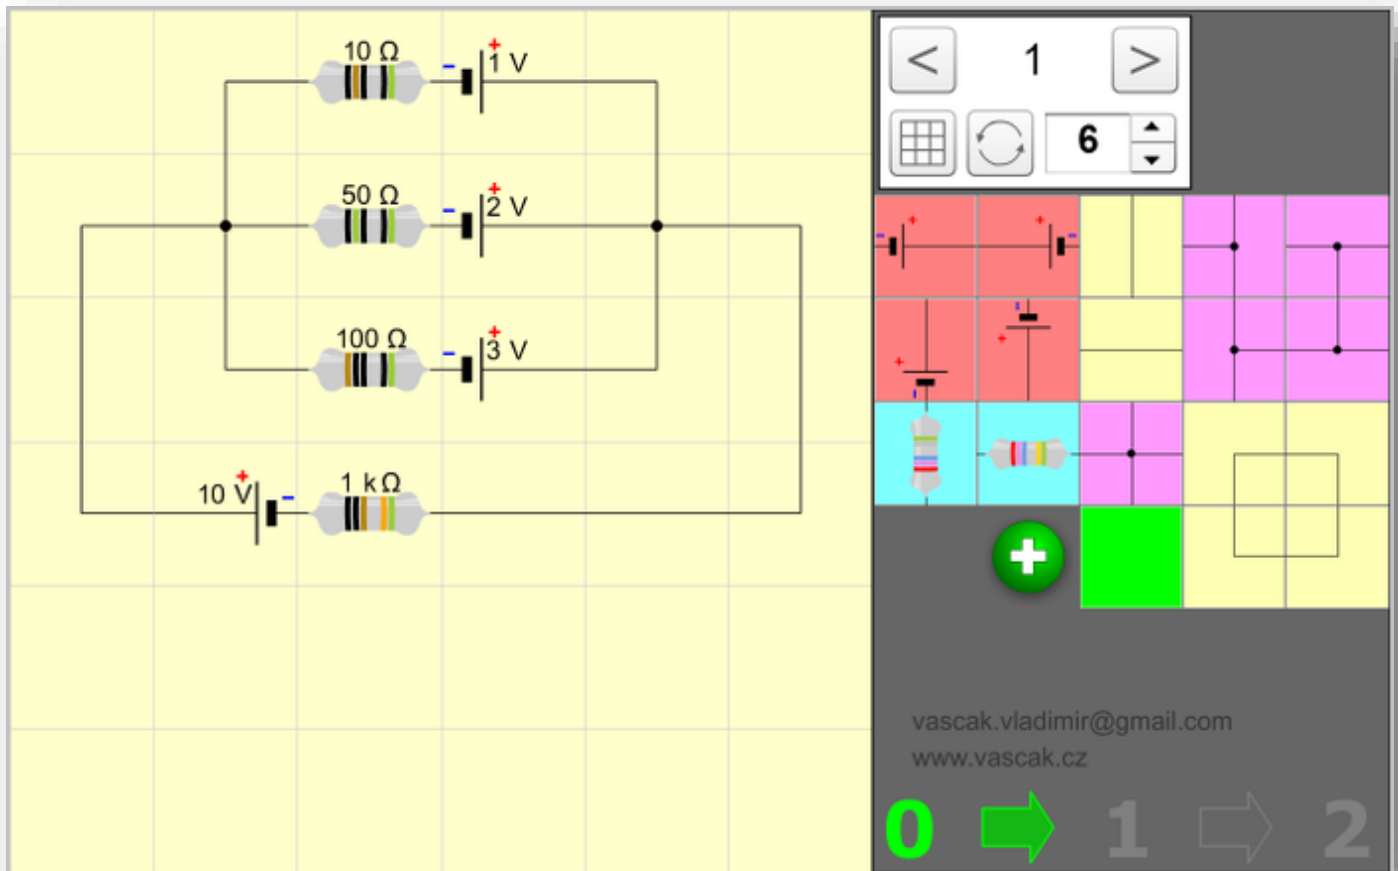 10 Ω
- + 1 V
50 Ω
- + 2 V
100 Ω
- + 3 V
10 V + -
1 k Ω
< 1 >
6
- + + -
+ - + -
vascak.vladimir@gmail.com
www.vascak.cz
0 1 2